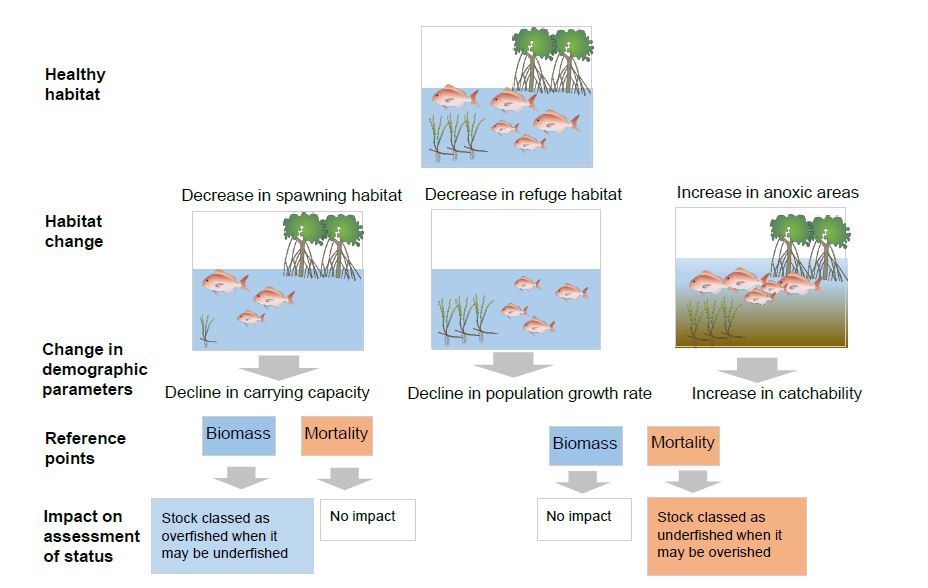 Healthy
habitat
Decrease in spawning habitat
Decrease in refuge habitat
Increase in anoxic areas
Habitat
change
Change in
demographic
parameters
Decline in carrying capacity
Decline in population growth rate
Increase in catchability
Reference
points
Biomass
Mortality
Biomass
Mortality
Impact on
assessment
of status
Stock classed as
overfished when it
may be underfished
No impact
No impact
Stock classed as
underfished when it
may be overished